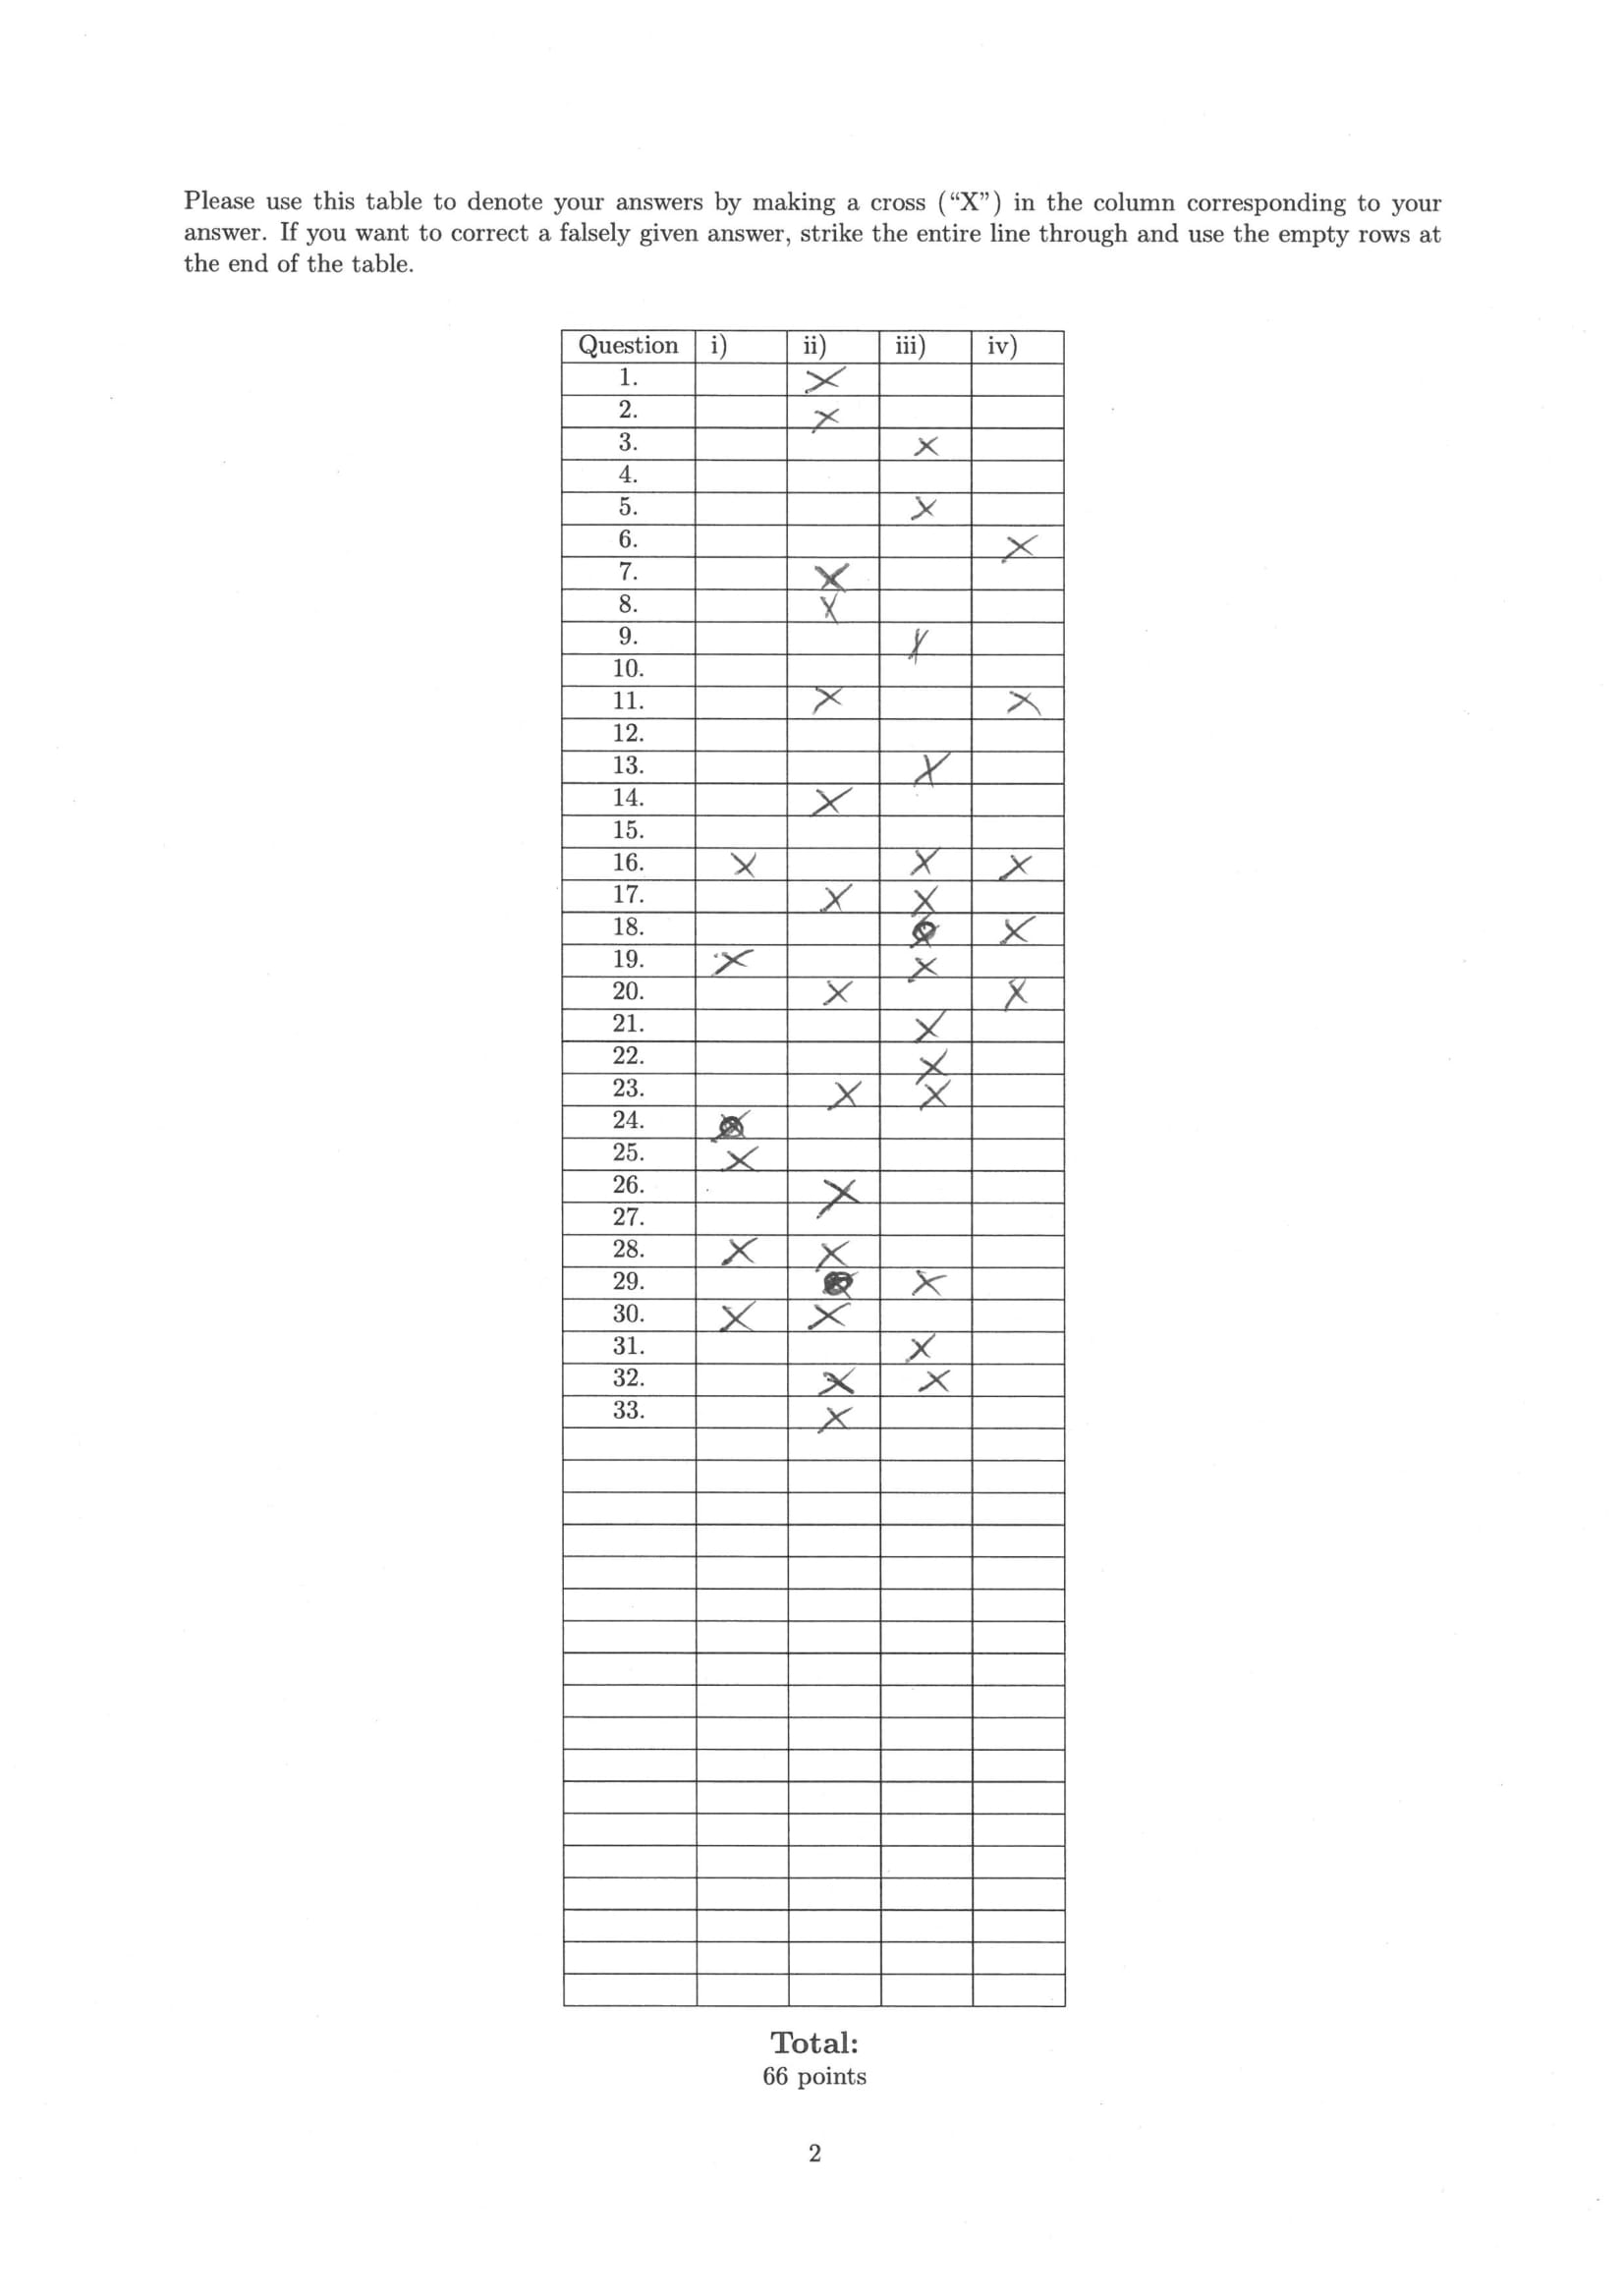 Please use this table to denote your answers by making a cross (“X”) in the column corresponding to your
answer. If you want to correct a falsely given answer, strike the entire line through and use the empty rows at
the end of the table.
Question i) ii) iii) iv)
1. X
2. X
3. X
4.
5. X
6. X
7. X
8. X
9. X
10.
11. X X
12.
13. X
14. X
15.
16. X X X
17. X X
18. X
19. X X
20. X X
21. X
22. X
23. X X
24.
25. X
26. X
27.
28. X X
29. X
30. X X
31. X
32. X X
33. X
Total:
66 points
2